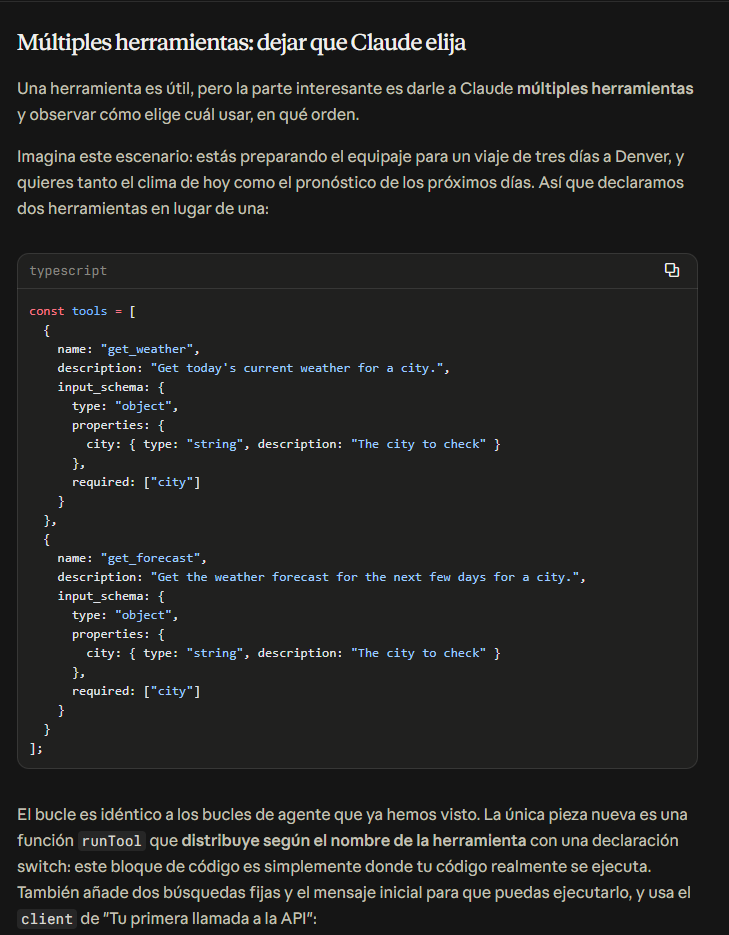 Múltiples herramientas: dejar que Claude elija
Una herramienta es útil, pero la parte interesante es darle a Claude múltiples herramientas
y observar cómo elige cuál usar, en qué orden.
Imagina este escenario: estás preparando el equipaje para un viaje de tres días a Denver, y
quieres tanto el clima de hoy como el pronóstico de los próximos días. Así que declaramos
dos herramientas en lugar de una:
typescript
const tools = [
  {
    name: "get_weather",
    description: "Get today's current weather for a city.",
    input_schema: {
      type: "object",
      properties: {
        city: { type: "string", description: "The city to check" }
      },
      required: ["city"]
    }
  },
  {
    name: "get_forecast",
    description: "Get the weather forecast for the next few days for a city.",
    input_schema: {
      type: "object",
      properties: {
        city: { type: "string", description: "The city to check" }
      },
      required: ["city"]
    }
  }
];
El bucle es idéntico a los bucles de agente que ya hemos visto. La única pieza nueva es una
función runTool que distribuye según el nombre de la herramienta con una declaración
switch: este bloque de código es simplemente donde tu código realmente se ejecuta.
También añade dos búsquedas fijas y el mensaje inicial para que puedas ejecutarlo, y usa el
client de "Tu primera llamada a la API":